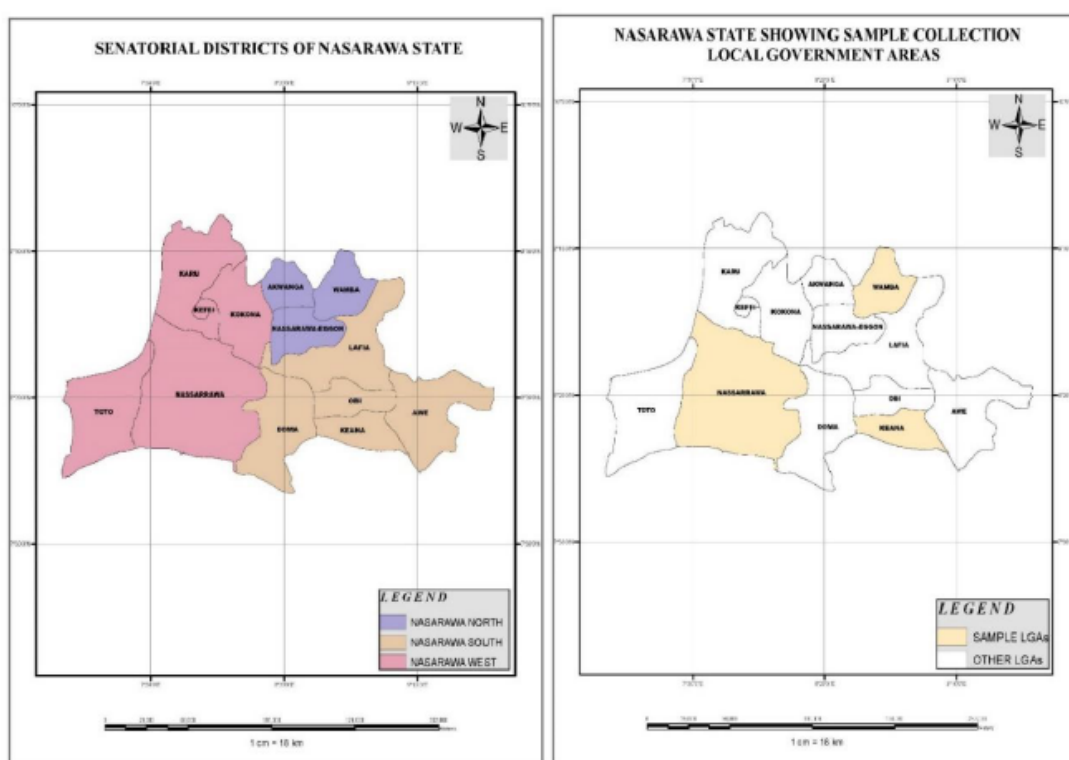 SENATORIAL DISTRICTS OF NASARAWA STATE
N
W E
S
KARU
KEFFI
KOKONA
AKWANGA
WAMBA
NASSARAWA-EGGON
LAFIA
NASSARAWA
TOTO
OBI
AWE
DOMA
KEANA
LEGEND
NASARAWA NORTH
NASARAWA SOUTH
NASARAWA WEST
1 cm = 16 km
NASARAWA STATE SHOWING SAMPLE COLLECTION
LOCAL GOVERNMENT AREAS
N
W E
S
KARU
KEFFI
KOKONA
AKWANGA
WAMBA
NASSARAWA-EGGON
LAFIA
NASSARAWA
TOTO
OBI
AWE
DOMA
KEANA
LEGEND
SAMPLE LGAs
OTHER LGAs
1 cm = 16 km